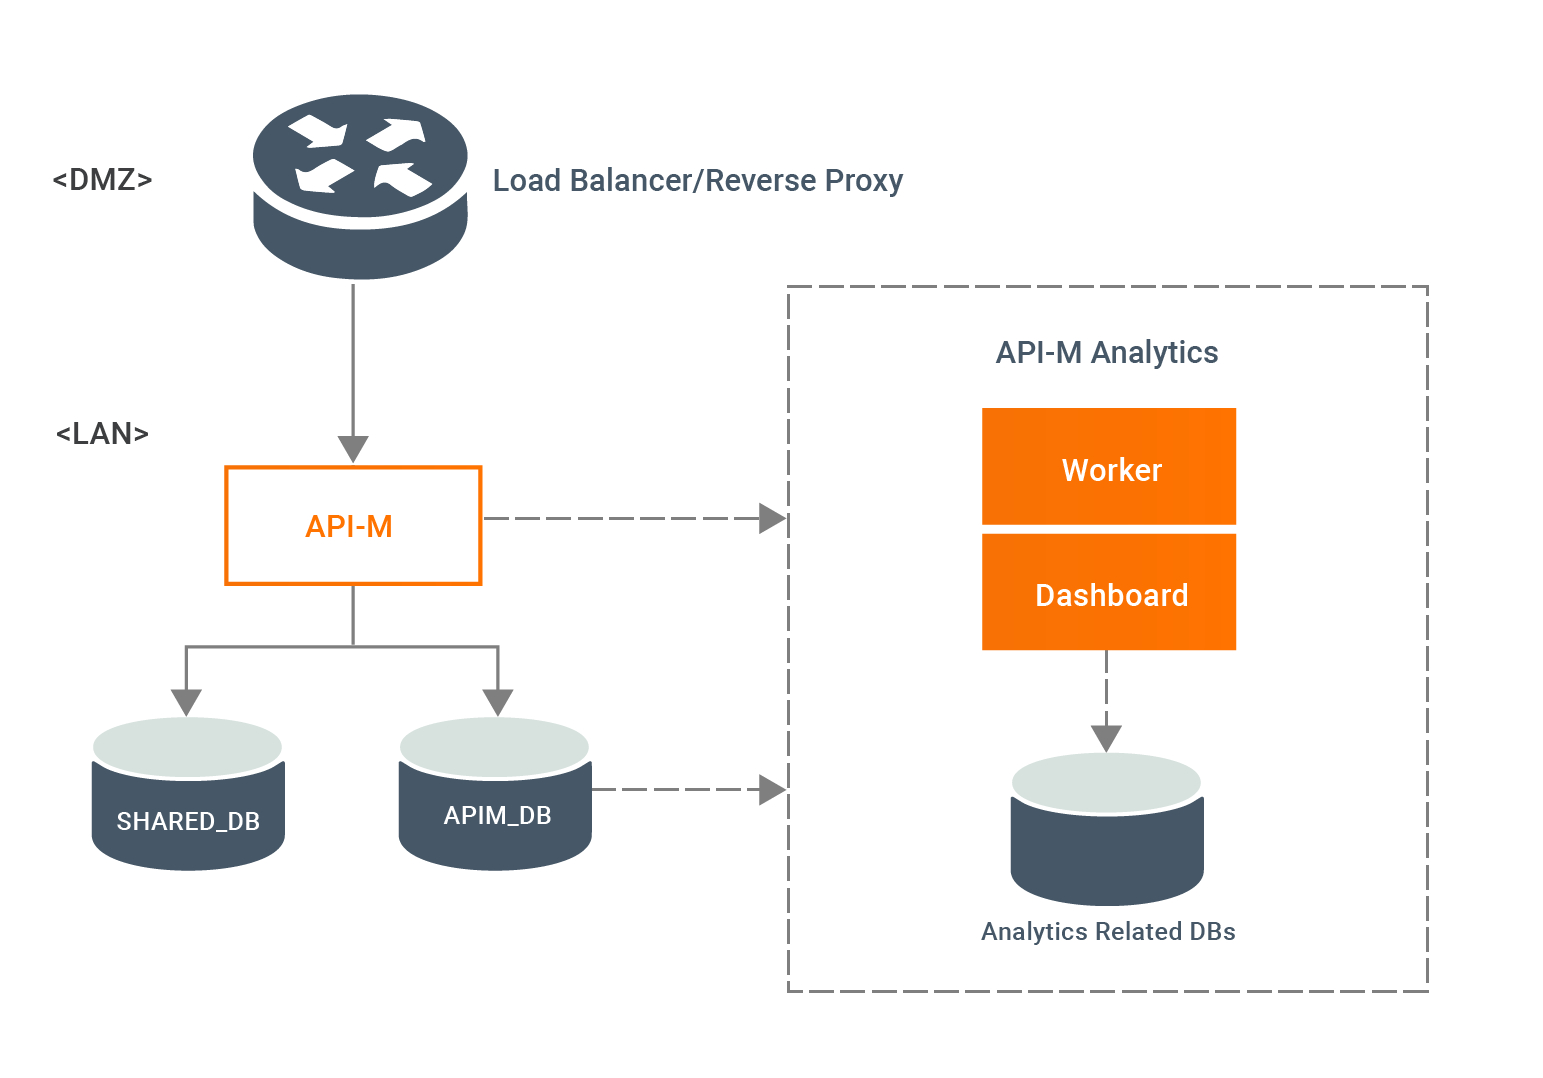 <DMZ>
Load Balancer/Reverse Proxy
API-M Analytics
<LAN>
Worker
API-M
Dashboard
SHARED_DB
APIM_DB
Analytics Related DBs